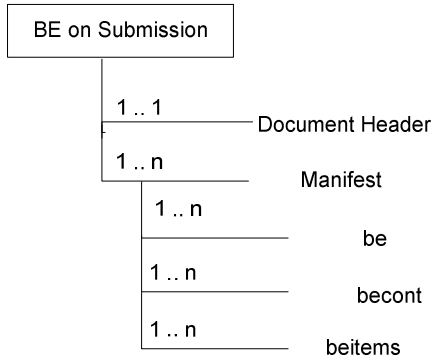 BE on Submission
1 .. 1
Document Header
1 .. n
Manifest
1 .. n
be
1 .. n
becont
1 .. n
beitems